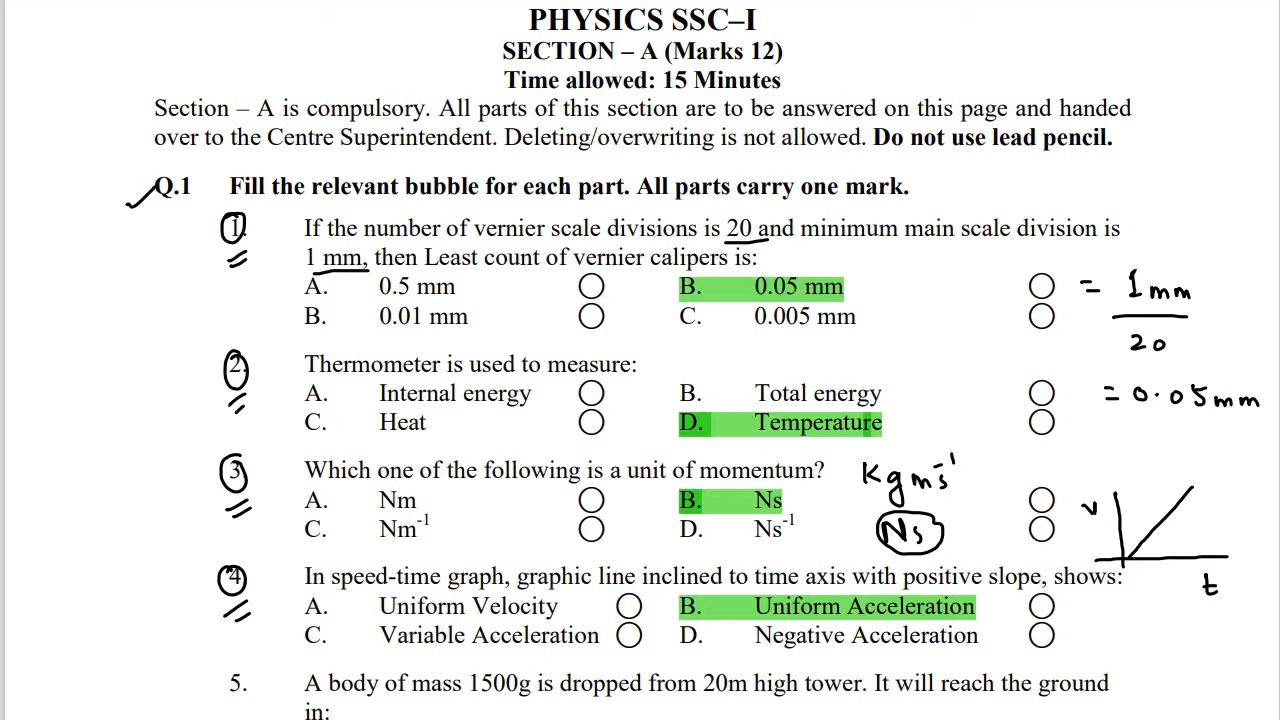 PHYSICS SSC–I
SECTION – A (Marks 12)
Time allowed: 15 Minutes
Section – A is compulsory. All parts of this section are to be answered on this page and handed
over to the Centre Superintendent. Deleting/overwriting is not allowed. Do not use lead pencil.
Q.1 Fill the relevant bubble for each part. All parts carry one mark.
1. If the number of vernier scale divisions is 20 and minimum main scale division is
1 mm, then Least count of vernier calipers is:
A. 0.5 mm B. 0.05 mm
B. 0.01 mm C. 0.005 mm
= 1mm
20
= 0.05mm
2. Thermometer is used to measure:
A. Internal energy B. Total energy
C. Heat D. Temperature
3. Which one of the following is a unit of momentum? Kgms⁻¹
A. Nm B. Ns
C. Nm⁻¹ D. Ns⁻¹ Ns
v
t
4. In speed-time graph, graphic line inclined to time axis with positive slope, shows:
A. Uniform Velocity B. Uniform Acceleration
C. Variable Acceleration D. Negative Acceleration
5. A body of mass 1500g is dropped from 20m high tower. It will reach the ground
in: